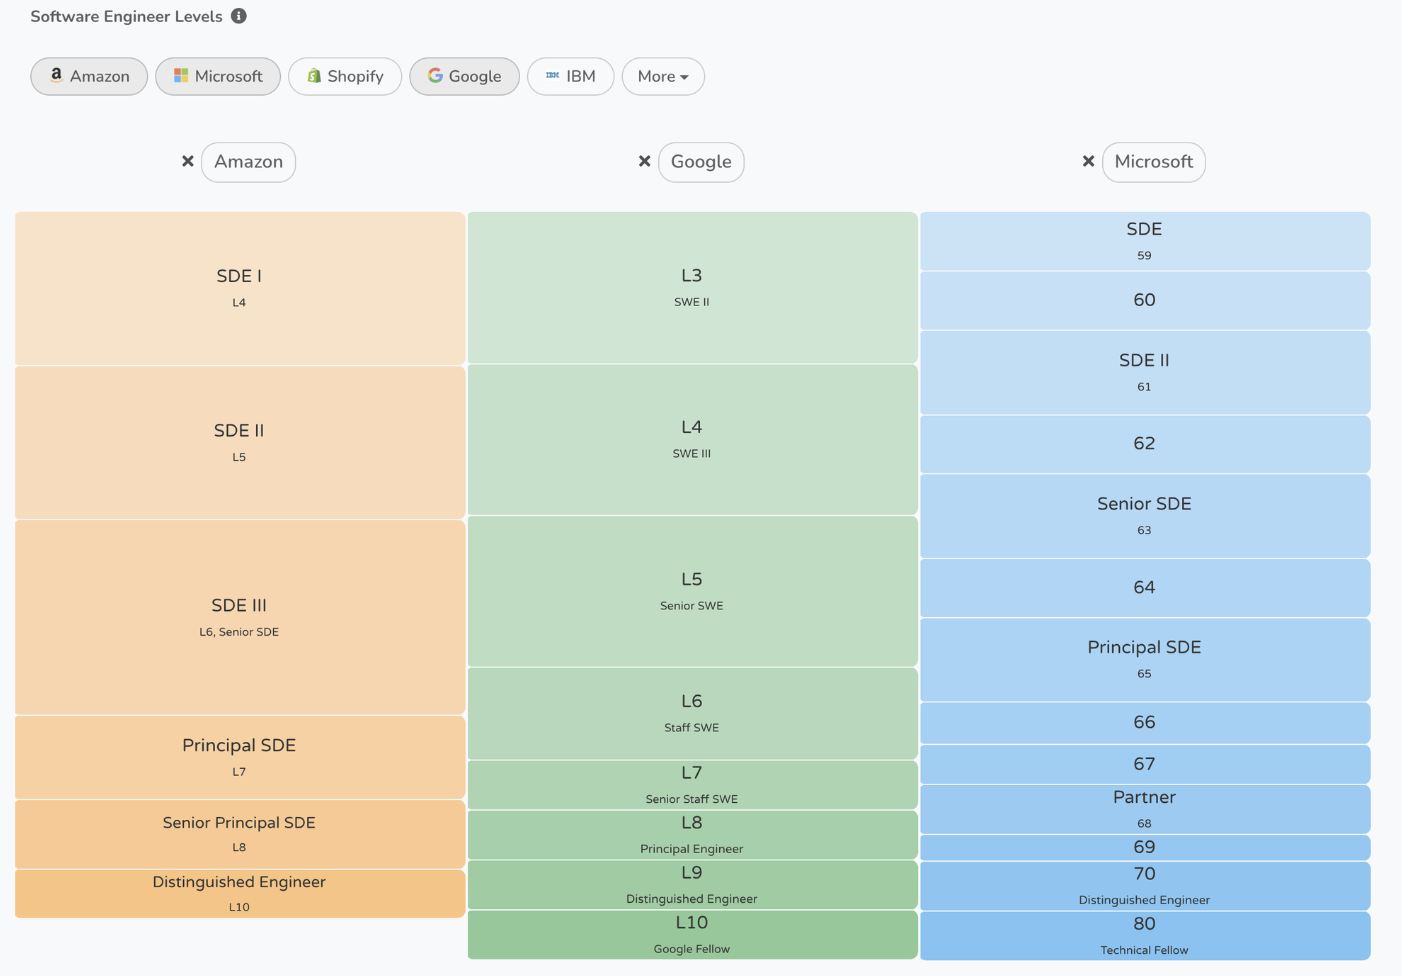 Software Engineer Levels
Amazon
Microsoft
Shopify
Google
IBM IBM
More
Amazon
Google
Microsoft
SDE I
L4
SDE II
L5
SDE III
L6, Senior SDE
Principal SDE
L7
Senior Principal SDE
L8
Distinguished Engineer
L10
L3
SWE II
L4
SWE III
L5
Senior SWE
L6
Staff SWE
L7
Senior Staff SWE
L8
Principal Engineer
L9
Distinguished Engineer
L10
Google Fellow
SDE
59
60
SDE II
61
62
Senior SDE
63
64
Principal SDE
65
66
67
Partner
68
69
70
Distinguished Engineer
80
Technical Fellow